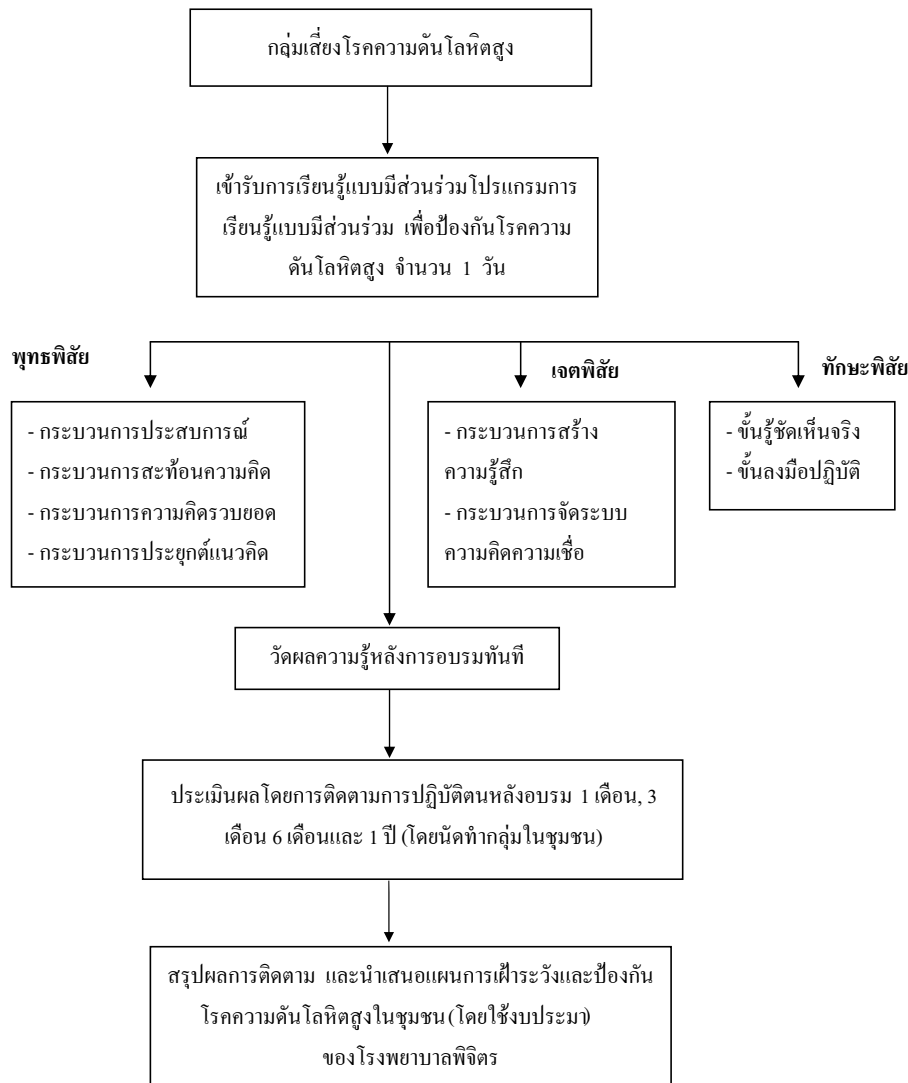 กลุ่มเสี่ยงโรคความดันโลหิตสูง
เข้ารับการเรียนรู้แบบมีส่วนร่วมโปรแกรมการ
เรียนรู้แบบมีส่วนร่วม เพื่อป้องกันโรคความ
ดันโลหิตสูง จำนวน 1 วัน
พุทธพิสัย
- กระบวนการประสบการณ์
- กระบวนการสะท้อนความคิด
- กระบวนการความคิดรวบยอด
- กระบวนการประยุกต์แนวคิด
เจตพิสัย
- กระบวนการสร้าง
ความรู้สึก
- กระบวนการจัดระบบ
ความคิดความเชื่อ
ทักษะพิสัย
- ขั้นรู้ชัดเห็นจริง
- ขั้นลงมือปฏิบัติ
วัดผลความรู้หลังการอบรมทันที
ประเมินผลโดยการติดตามการปฏิบัติตนหลังอบรม 1 เดือน, 3
เดือน 6 เดือนและ 1 ปี (โดยนัดทำกลุ่มในชุมชน)
สรุปผลการติดตาม และนำเสนอแผนการเฝ้าระวังและป้องกัน
โรคความดันโลหิตสูงในชุมชน (โดยใช้งบประมา)
ของโรงพยาบาลพิจิตร